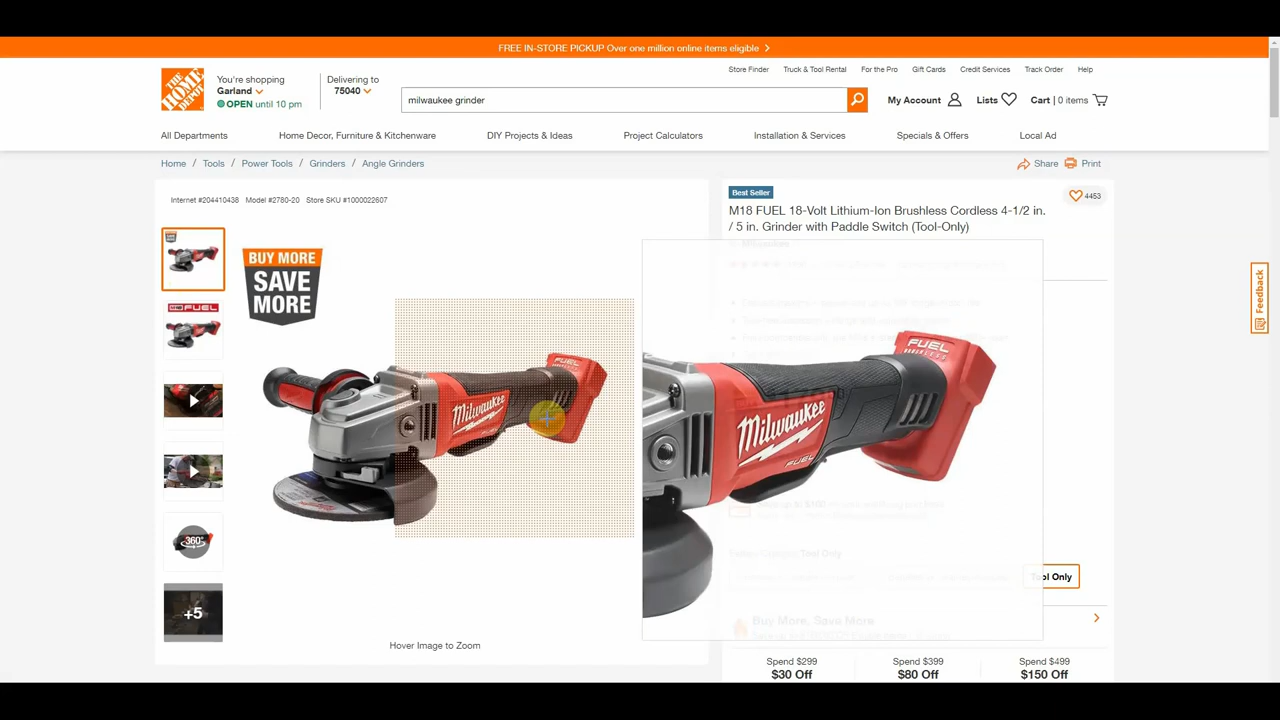 FREE IN-STORE PICKUP Over one million online items eligible
Store Finder Truck & Tool Rental For the Pro Gift Cards Credit Services Track Order Help
THE HOME DEPOT
You're shopping
Garland
OPEN until 10 pm
Delivering to
75040
milwaukee grinder
My Account Lists Cart | 0 items
All Departments Home Decor, Furniture & Kitchenware DIY Projects & Ideas Project Calculators Installation & Services Specials & Offers Local Ad
Home / Tools / Power Tools / Grinders / Angle Grinders
Share Print
Internet #204410438 Model #2780-20 Store SKU #1000022607
Best Seller
4453
M18 FUEL 18-Volt Lithium-Ion Brushless Cordless 4-1/2 in.
/ 5 in. Grinder with Paddle Switch (Tool-Only)
BUY MORE
SAVE
MORE
FUEL
Milwaukee
FUEL
BRUSHLESS
Milwaukee
FUEL
FUEL
360°
+5
Feedback
Tool Only
Tool Only
Buy More, Save More
Hover Image to Zoom
Spend $299
$30 Off
Spend $399
$80 Off
Spend $499
$150 Off